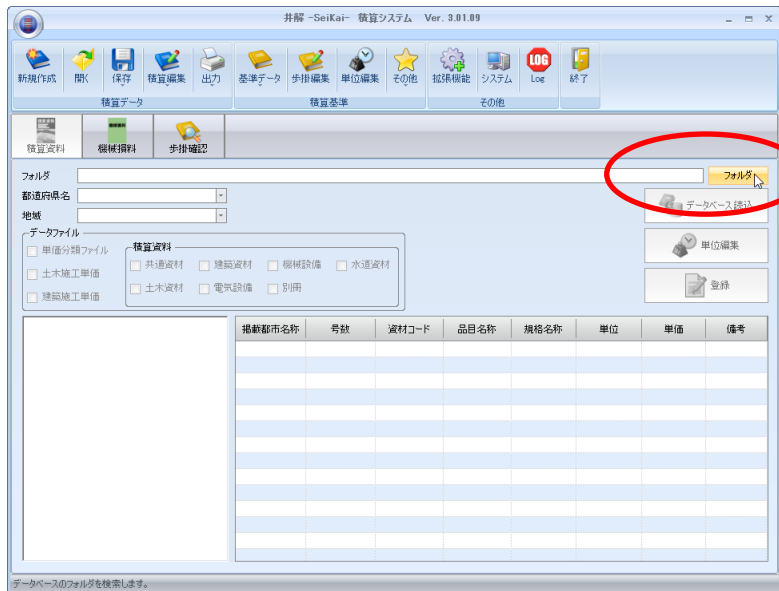 井解 -SeiKai- 積算システム Ver. 3.01.09
新規作成 開く 保存 積算編集 出力 基準データ 歩掛編集 単位編集 その他 拡張機能 システム Log 終了
LOG
積算データ 積算基準 その他
積算資料 機械損料 歩掛確認
フォルダ フォルダ
都道府県名 データベース読込
地域
データファイル
単価分類ファイル 積算資料 単位編集
共通資材 建築資材 機械設備 水道資材
土木施工単価
土木資材 電気設備 別冊 登録
建築施工単価
掲載都市名称 号数 資材コード 品目名称 規格名称 単位 単価 備考
データベースのフォルダを検索します。